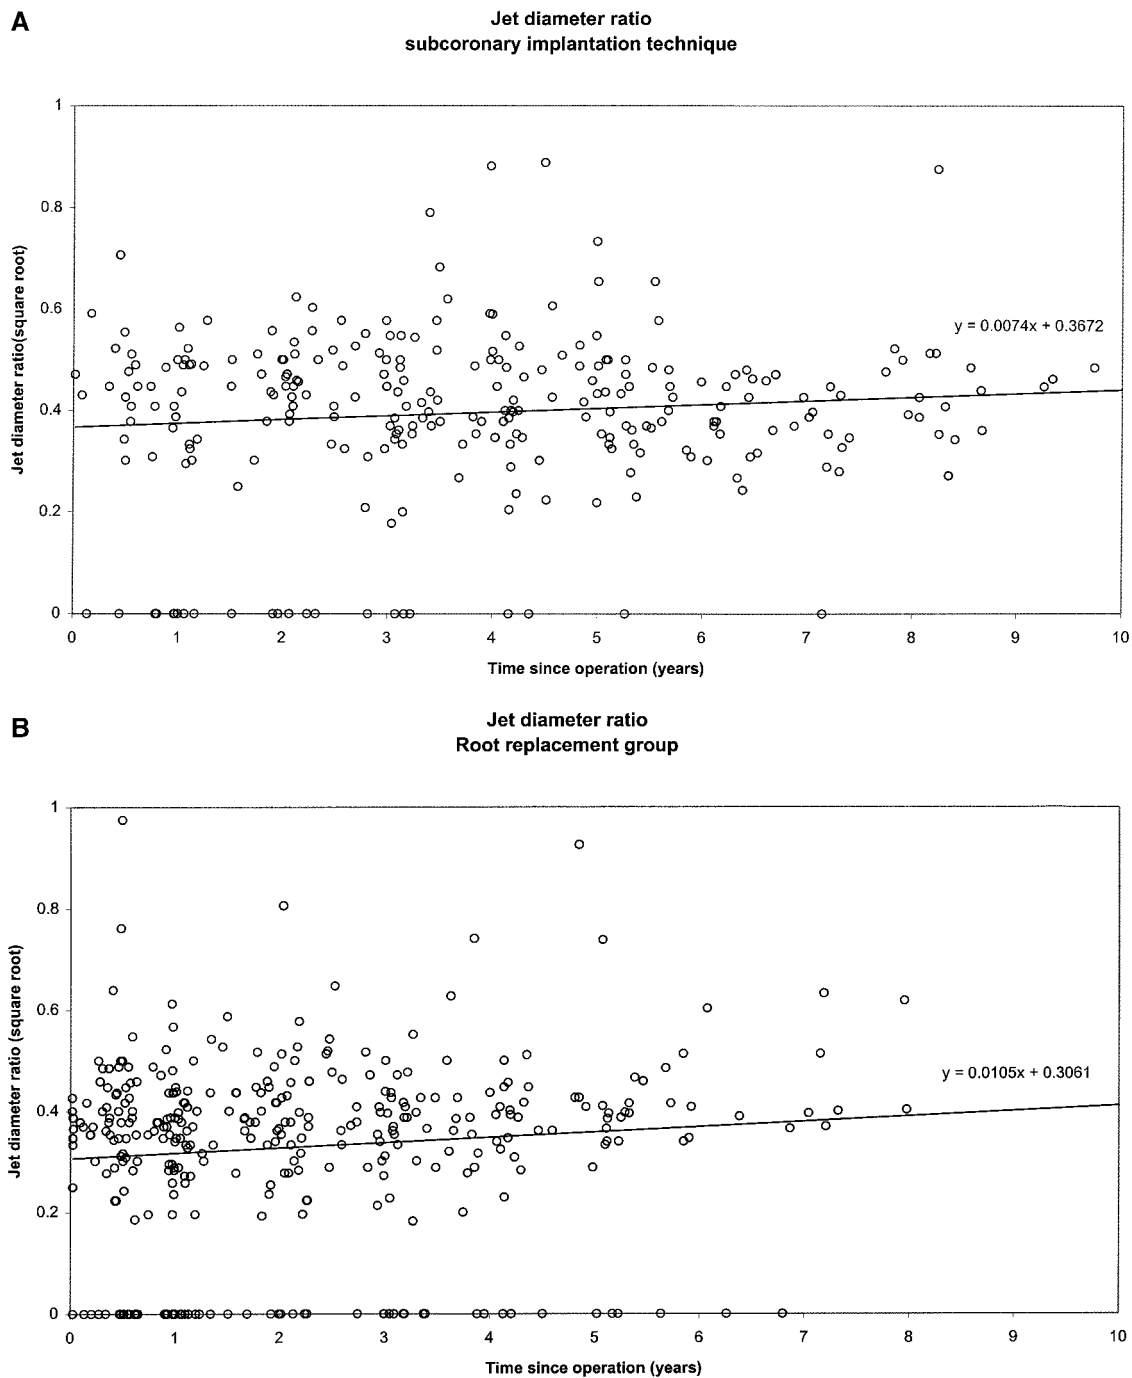 A
Jet diameter ratio
subcoronary implantation technique
1
0.8
0.6
0.4
0.2
0
Jet diameter ratio(square root)
y = 0.0074x + 0.3672
0 1 2 3 4 5 6 7 8 9 10
Time since operation (years)
B
Jet diameter ratio
Root replacement group
1
0.8
0.6
0.4
0.2
0
Jet diameter ratio (square root)
y = 0.0105x + 0.3061
0 1 2 3 4 5 6 7 8 9 10
Time since operation (years)